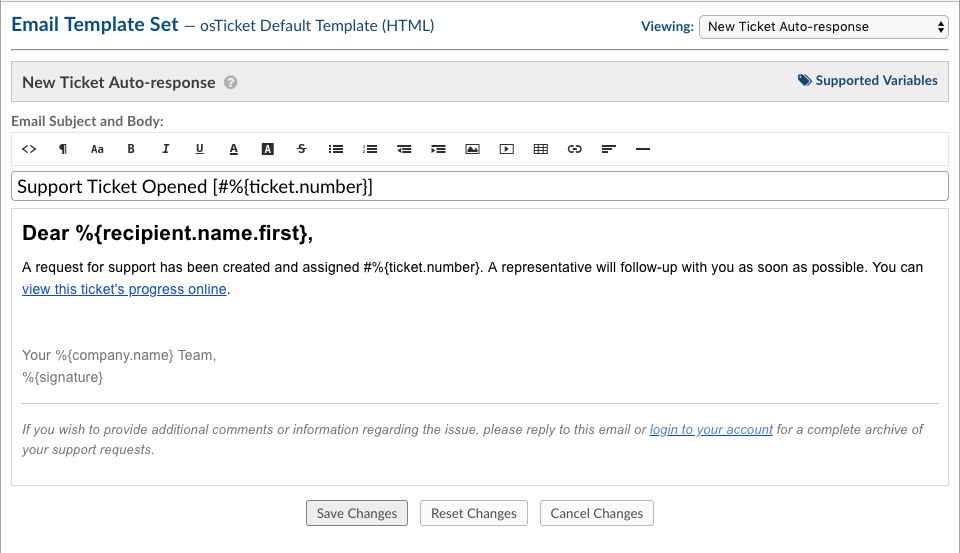 Email Template Set — osTicket Default Template (HTML)
Viewing: New Ticket Auto-response
New Ticket Auto-response ?
Supported Variables
Email Subject and Body:
<> ¶ Aa B I U A A S
Support Ticket Opened [#%{ticket.number}]
Dear %{recipient.name.first},
A request for support has been created and assigned #%{ticket.number}. A representative will follow-up with you as soon as possible. You can
view this ticket's progress online.
Your %{company.name} Team,
%{signature}
If you wish to provide additional comments or information regarding the issue, please reply to this email or login to your account for a complete archive of
your support requests.
Save Changes Reset Changes Cancel Changes